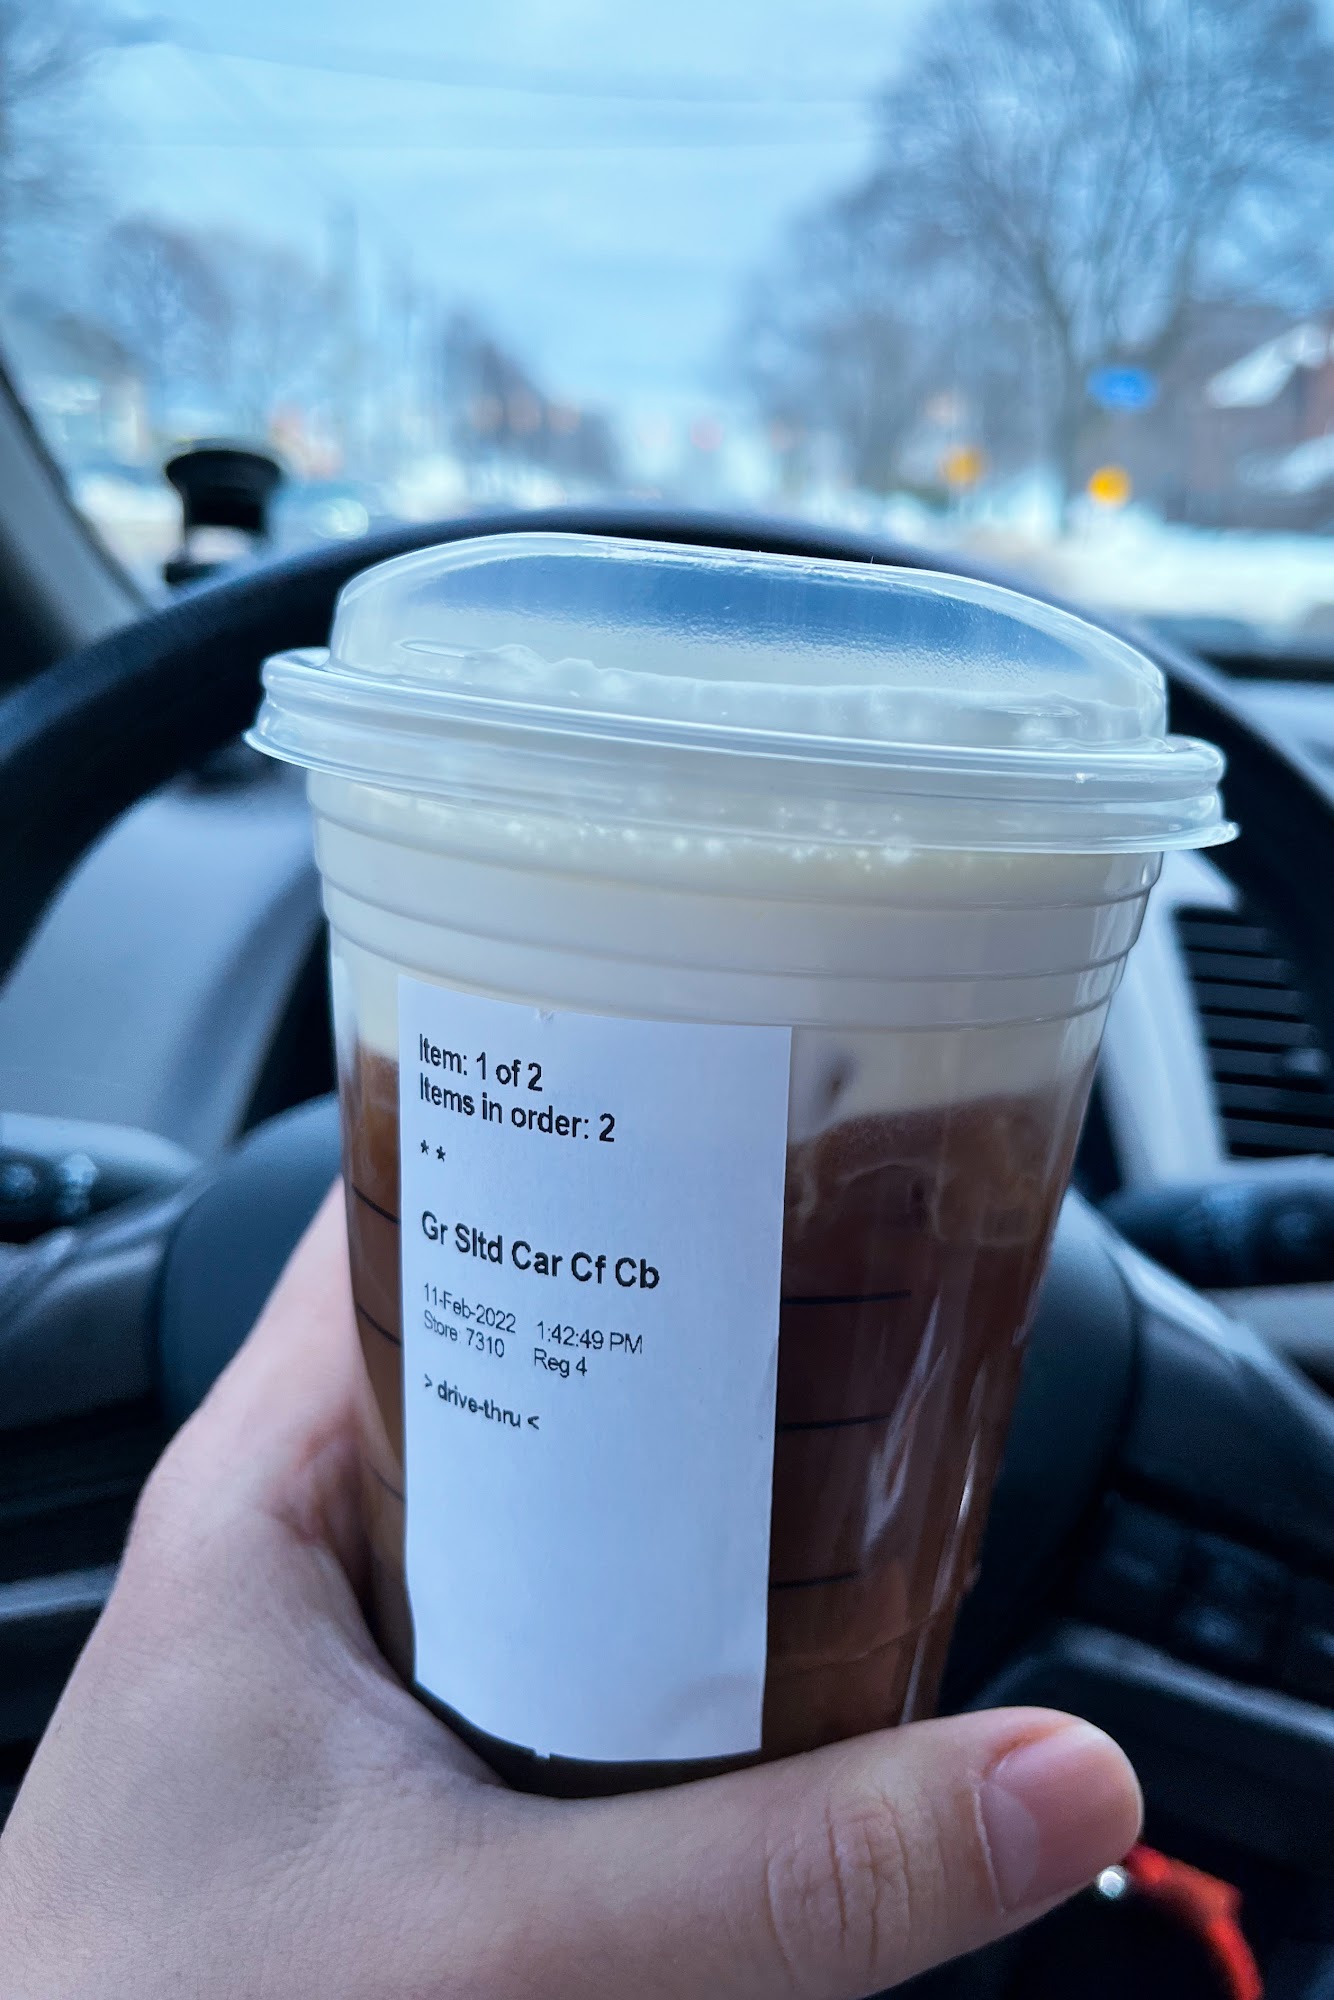 Item: 1 of 2
Items in order: 2
* *
Gr Sltd Car Cf Cb
11-Feb-2022 1:42:49 PM
Store 7310 Reg 4
> drive-thru <